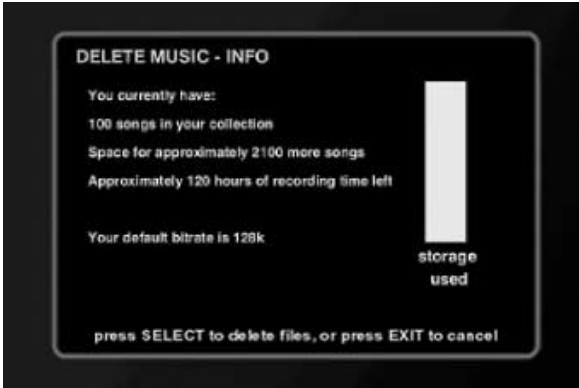 DELETE MUSIC - INFO
You currently have:
100 songs in your collection
Space for approximately 2100 more songs
Approximately 120 hours of recording time left
Your default bitrate is 128k
storage
used
press SELECT to delete files, or press EXIT to cancel